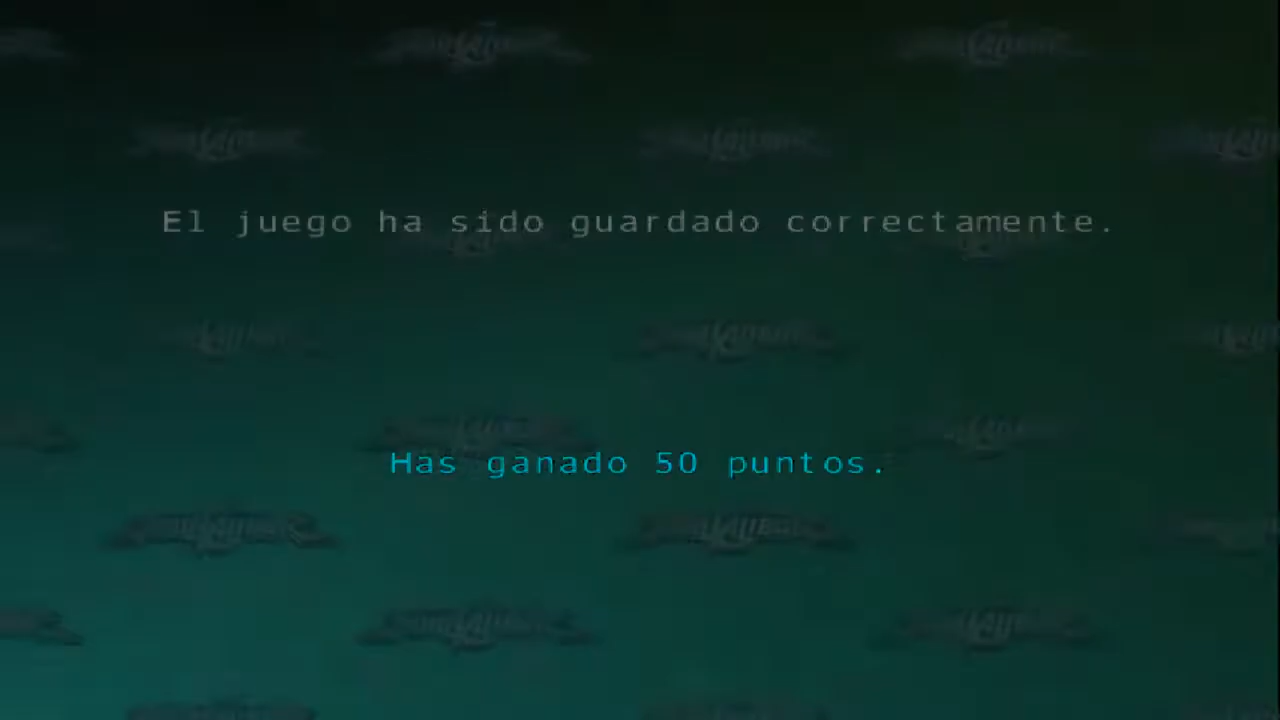 El juego ha sido guardado correctamente.
Has ganado 50 puntos.